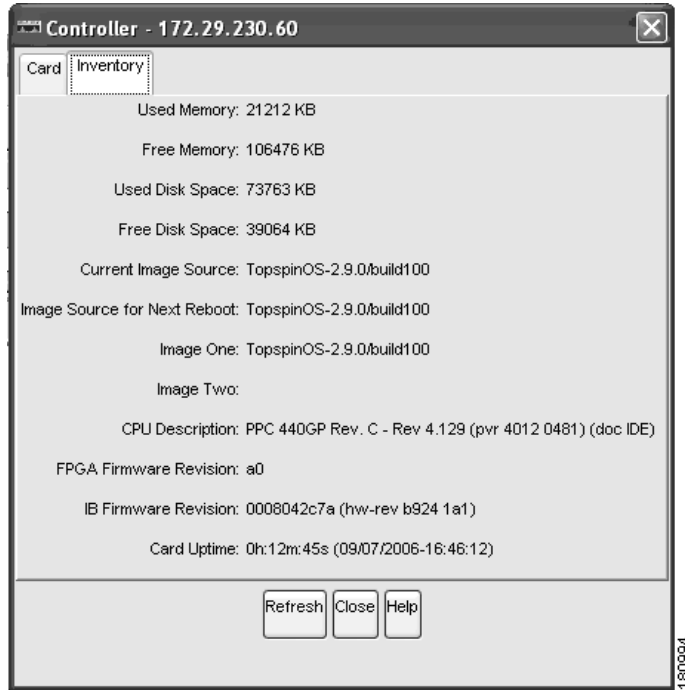 Controller - 172.29.230.60
Card Inventory
Used Memory: 21212 KB
Free Memory: 106476 KB
Used Disk Space: 73763 KB
Free Disk Space: 39064 KB
Current Image Source: TopspinOS-2.9.0/build100
Image Source for Next Reboot: TopspinOS-2.9.0/build100
Image One: TopspinOS-2.9.0/build100
Image Two:
CPU Description: PPC 440GP Rev. C - Rev 4.129 (pvr 4012 0481) (doc IDE)
FPGA Firmware Revision: a0
IB Firmware Revision: 0008042c7a (hw-rev b924 1a1)
Card Uptime: 0h:12m:45s (09/07/2006-16:46:12)
Refresh Close Help
180994